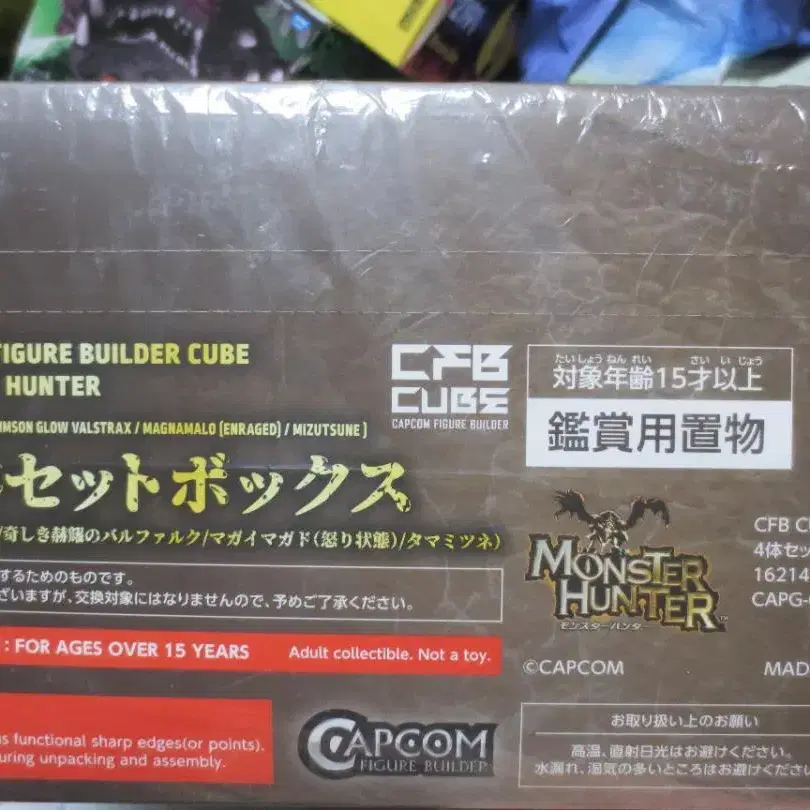 FIGURE BUILDER CUBE
HUNTER
IMSON GLOW VALSTRAX / MAGNAMALO (ENRAGED) / MIZUTSUNE )
セットボックス
/奇しき赫耀のバルファルク/マガイマガド(怒り状態)/タマミツネ)
するためのものです。
ざいますが、交換対象にはなりませんので、予めご了承ください。
: FOR AGES OVER 15 YEARS
Adult collectible. Not a toy.
s functional sharp edges(or points).
uring unpacking and assembly.
CFB
CUBE
CAPCOM FIGURE BUILDER
たいしょうねんれい さいいじょう
対象年齢15才以上
鑑賞用置物
MONSTER
HUNTER
モンスターハンター
CFB C
4体セッ
16214
CAPG-
©CAPCOM
MAD
CAPCOM
FIGURE BUILDER
お取り扱い上のお願い
高温、直射日光はお避けください。
水漏れ、湿気の多いところはお避けくださ